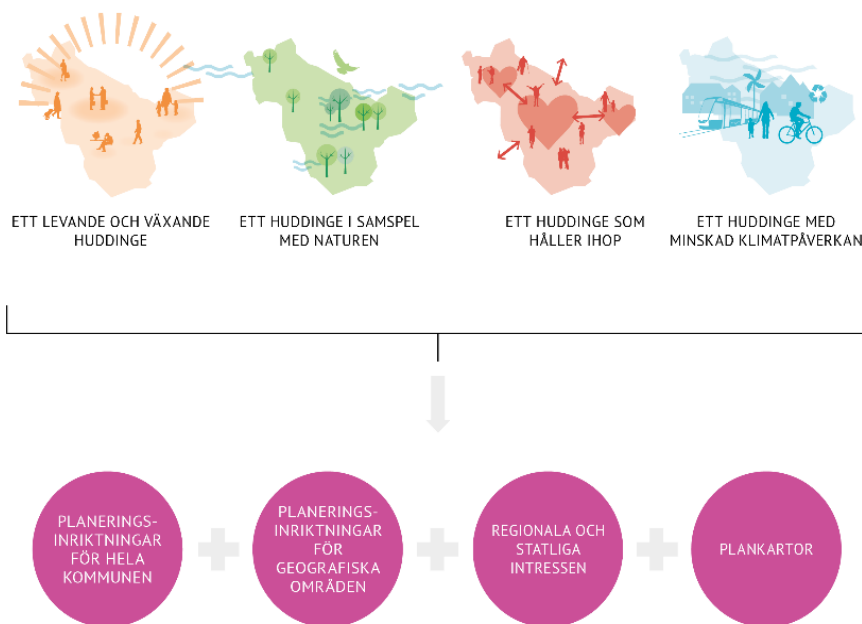 ETT LEVANDE OCH VÄXANDE
HUDDINGE
ETT HUDDINGE I SAMSPEL
MED NATUREN
ETT HUDDINGE SOM
HÅLLER IHOP
ETT HUDDINGE MED
MINSKAD KLIMATPÅVERKAN
PLANERINGS-
INRIKTNINGAR
FÖR HELA
KOMMUNEN
PLANERINGS-
INRIKTNINGAR
FÖR
GEOGRAFISKA
OMRÅDEN
REGIONALA OCH
STATLIGA
INTRESSEN
PLANKARTOR